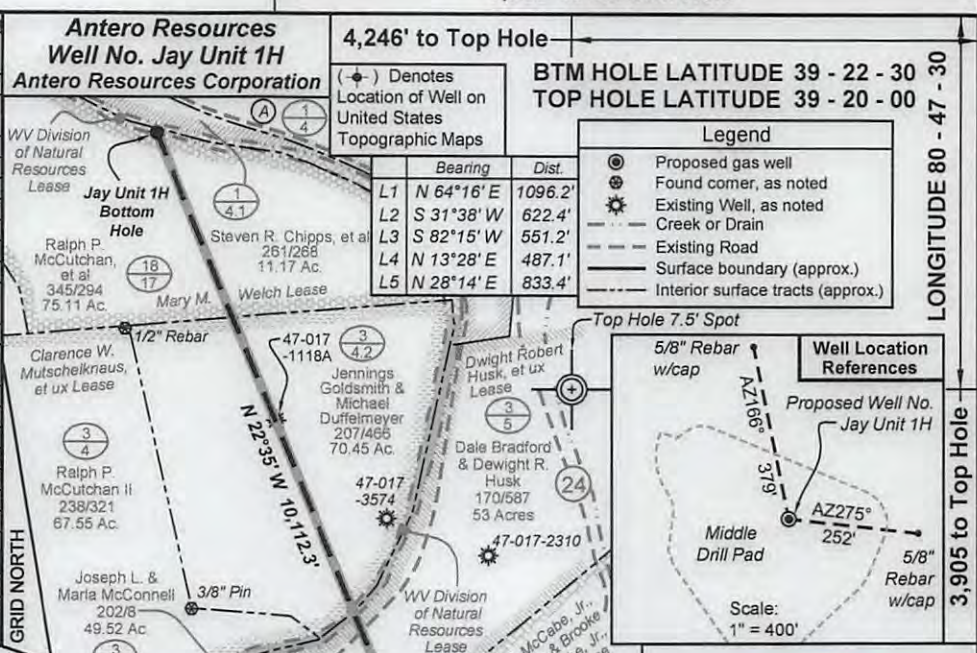 Antero Resources
Well No. Jay Unit 1H
Antero Resources Corporation
4,246' to Top Hole
( ) Denotes
Location of Well on
United States
Topographic Maps
BTM HOLE LATITUDE 39 - 22 - 30
TOP HOLE LATITUDE 39 - 20 - 00
LONGITUDE 80 - 47 - 30
Bearing Dist.
L1 N 64°16' E 1096.2'
L2 S 31°38' W 622.4'
L3 S 82°15' W 551.2'
L4 N 13°28' E 487.1'
L5 N 28°14' E 833.4'
Legend
Proposed gas well
Found corner, as noted
Existing Well, as noted
Creek or Drain
Existing Road
Surface boundary (approx.)
Interior surface tracts (approx.)
A
1
4
WV Division
of Natural
Resources
Lease
Jay Unit 1H
Bottom
Hole
1
4.1
Ralph P.
McCutchan,
et al
345/294
75.11 Ac.
18
17
Steven R. Chipps, et al
261/268
11.17 Ac.
Mary M. Welch Lease
1/2" Rebar
Clarence W.
Mutschelknaus,
et ux Lease
47-017
-1118A
3
4.2
Jennings
Goldsmith &
Michael
Duffelmeyer
207/466
70.45 Ac.
Dwight Robert
Husk, et ux
Lease
Top Hole 7.5' Spot
3
5
Dale Bradford
& Dewight R.
Husk
170/587
53 Acres
24
3
4
Ralph P.
McCutchan II
238/321
67.55 Ac.
N 22°35' W 10,112.3'
47-017
-3574
47-017-2310
Joseph L. &
Marla McConnell
202/8
49.52 Ac.
3
3/8" Pin
WV Division
of Natural
Resources
Lease
McCabe, Jr.,
& Brooke
Jr.,
GRID NORTH
Well Location
References
5/8" Rebar
w/cap
AZ166°
379'
Proposed Well No.
Jay Unit 1H
AZ275°
252'
5/8"
Rebar
w/cap
Middle
Drill Pad
Scale:
1" = 400'
3,905 to Top Hole